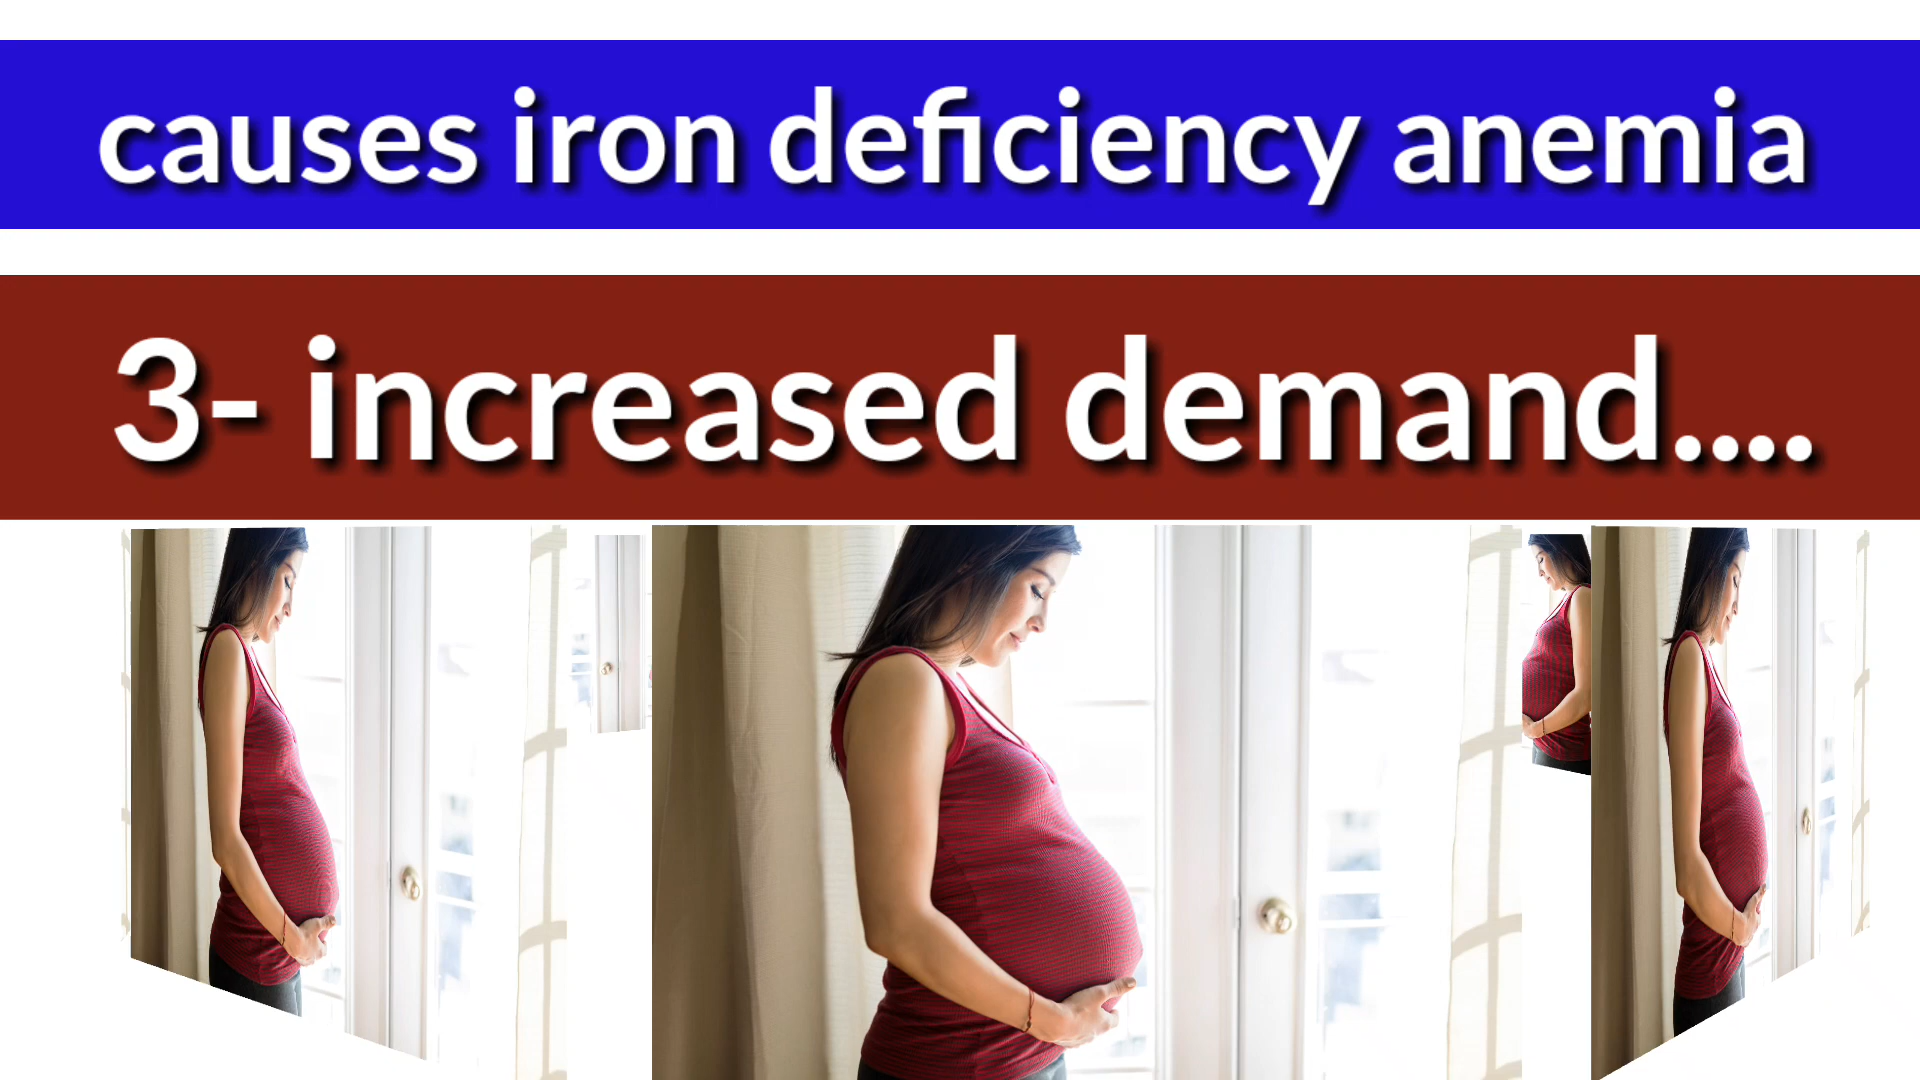 causes iron deficiency anemia
3- increased demand....